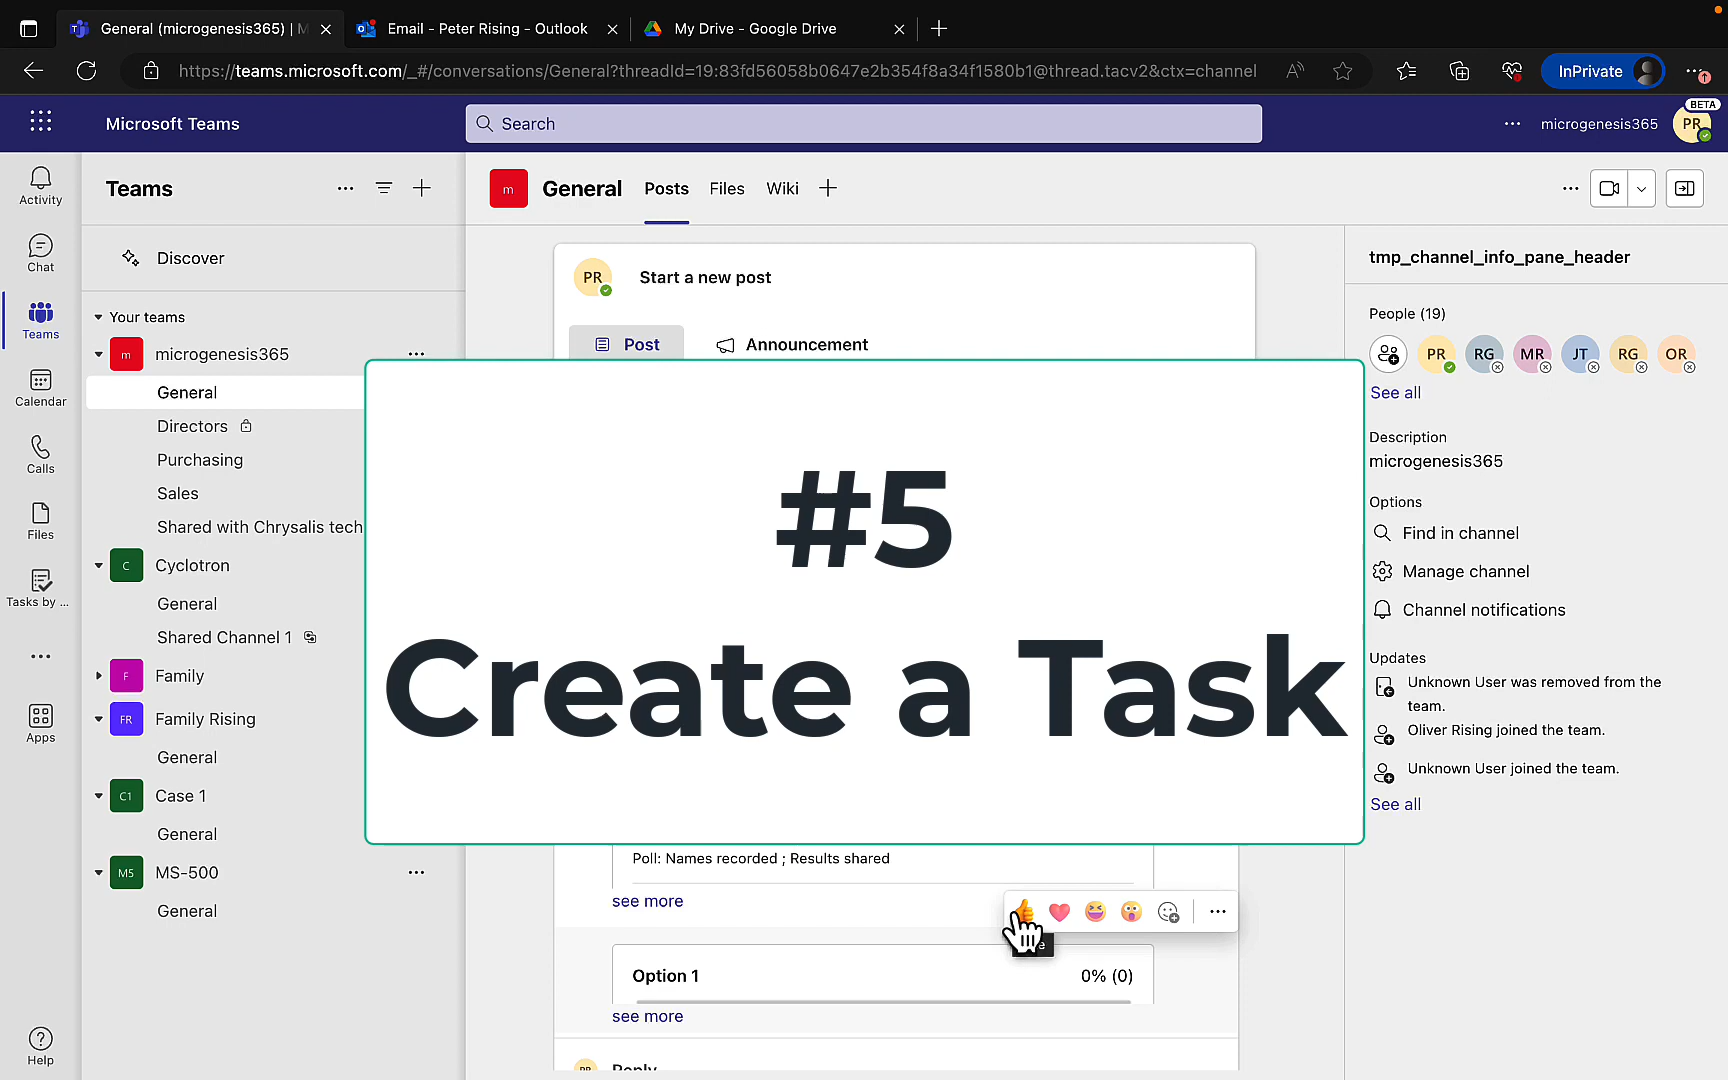 General (microgenesis365) | M
Email - Peter Rising - Outlook
My Drive - Google Drive
https://teams.microsoft.com/_#/conversations/General?threadId=19:83fd56058b0647e2b354f8a34f1580b1@thread.tacv2&ctx=channel
InPrivate
Microsoft Teams
Search
microgenesis365
BETA
PR
Activity
Chat
Teams
Calendar
Calls
Files
Tasks by ...
Apps
Help
Teams
Discover
Your teams
m microgenesis365
General
Directors
Purchasing
Sales
Shared with Chrysalis tech
C Cyclotron
General
Shared Channel 1
F Family
FR Family Rising
General
C1 Case 1
General
M5 MS-500
General
m General Posts Files Wiki
PR Start a new post
Post Announcement
#5
Create a Task
Poll: Names recorded ; Results shared
see more
Option 1 0% (0)
see more
Reply
tmp_channel_info_pane_header
People (19)
PR RG MR JT RG OR
See all
Description
microgenesis365
Options
Find in channel
Manage channel
Channel notifications
Updates
Unknown User was removed from the
team.
Oliver Rising joined the team.
Unknown User joined the team.
See all